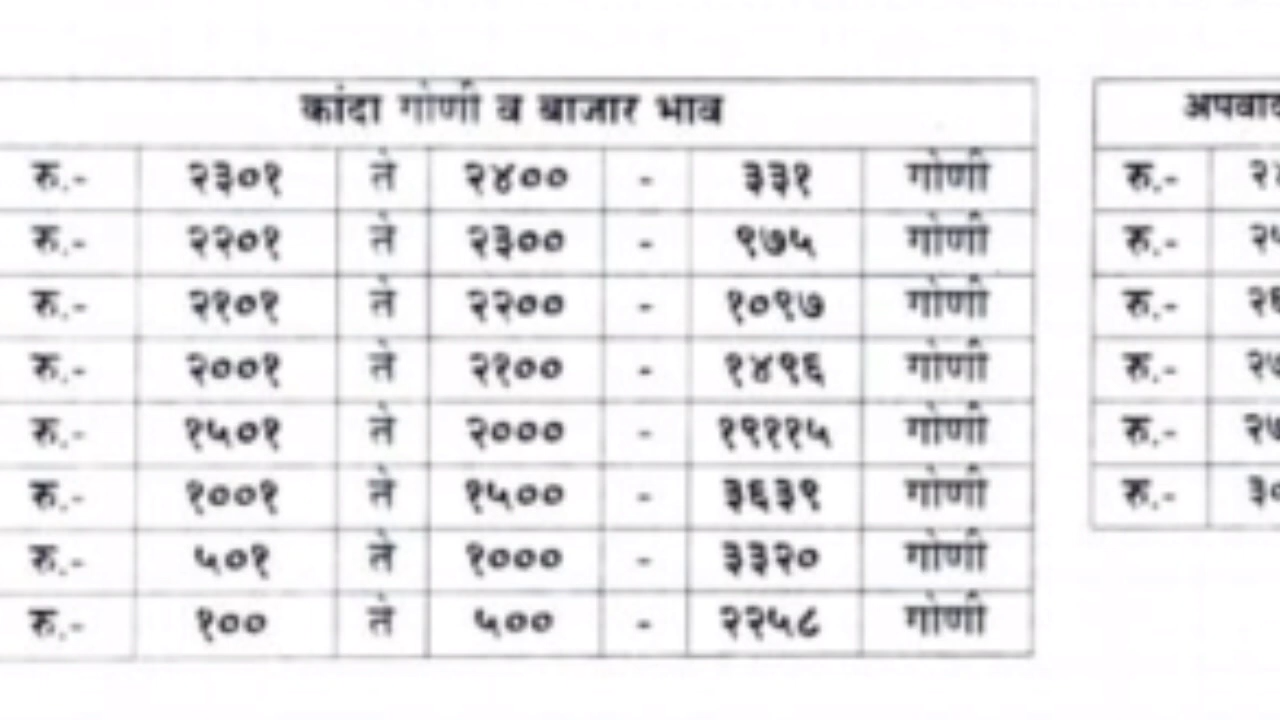 कांदा गोणी व बाजार भाव
रु.- २३०१ ते २४०० - ३३१ गोणी
रु.- २२०१ ते २३०० - ९७५ गोणी
रु.- २१०१ ते २२०० - १०९७ गोणी
रु.- २००१ ते २१०० - १४९६ गोणी
रु.- १५०१ ते २००० - १९११५ गोणी
रु.- १००१ ते १५०० - ३६३९ गोणी
रु.- ५०१ ते १००० - ३३२० गोणी
रु.- १०० ते ५०० - २२५८ गोणी
रु.-
रु.-
रु.-
रु.-
रु.-
रु.-